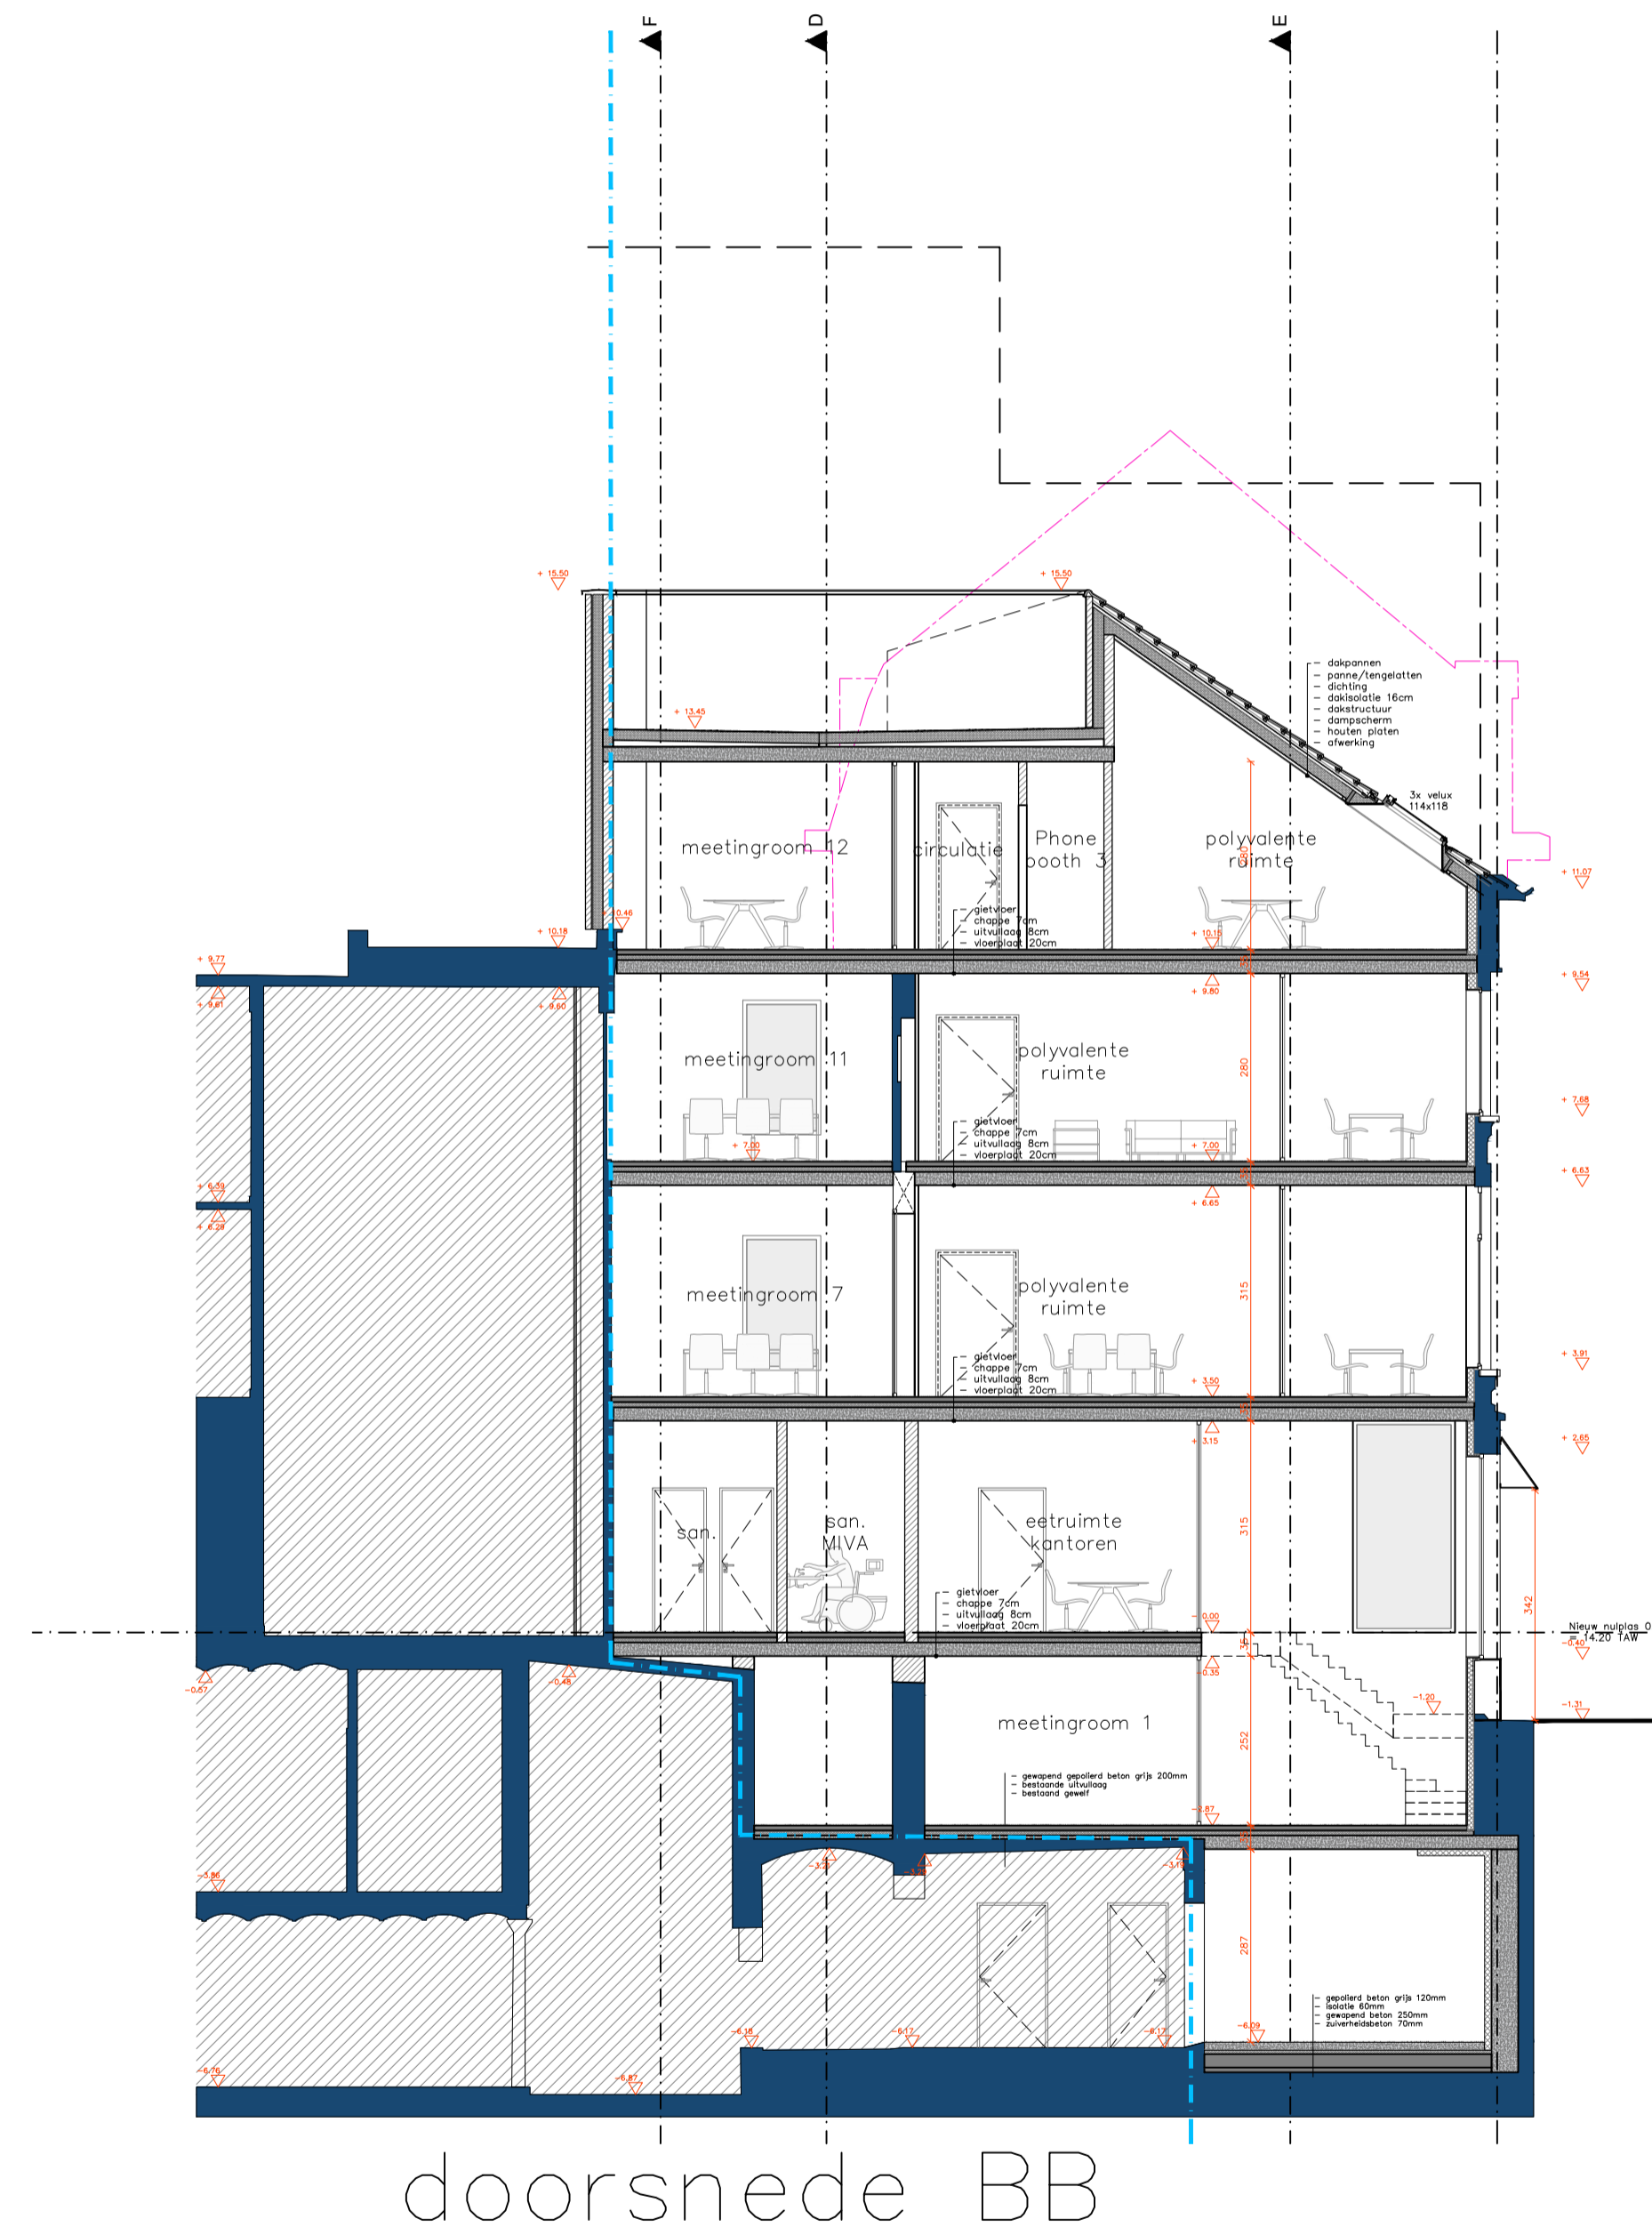 F
D
E
+ 15.50
+ 15.50
- dakpannen
- panne/tengelatten
- dichting
- dakisolatie 16cm
- dakstructuur
- dampscherm
- houten platen
- afwerking
+ 13.45
3x velux
114x118
meetingroom 12
circulatie
Phone
booth 3
polyvalente
ruimte
280
+ 11.07
- gietvloer
- chappe 7cm
- uitvullaag 8cm
- vloerplaat 20cm
+ 10.18
+ 10.15
+ 9.77
+ 9.61
+ 9.60
+ 9.80
+ 9.54
meetingroom 11
polyvalente
ruimte
280
+ 7.68
- gietvloer
- chappe 7cm
- uitvullaag 8cm
- vloerplaat 20cm
+ 7.00
+ 7.00
+ 6.63
+ 6.39
+ 6.29
+ 6.65
meetingroom 7
polyvalente
ruimte
315
+ 3.91
- gietvloer
- chappe 7cm
- uitvullaag 8cm
- vloerplaat 20cm
+ 3.50
+ 3.15
+ 2.65
san.
san.
MIVA
eetruimte
kantoren
315
342
- gietvloer
- chappe 7cm
- uitvullaag 8cm
- vloerplaat 20cm
- 0.00
Nieuw nulplas 0
= 14.20 TAW
-0.40
35
-0.35
-0.57
-0.48
-1.20
-1.31
meetingroom 1
252
- gewapend gepolierd beton grijs 200mm
- bestaande uitvullaag
- bestaand gewelf
-2.87
-3.19
-3.86
287
- gepolierd beton grijs 120mm
- isolatie 60mm
- gewapend beton 250mm
- zuiverheidsbeton 70mm
-6.18
-6.17
-6.17
-6.09
-6.76
-6.87
doorsnede BB